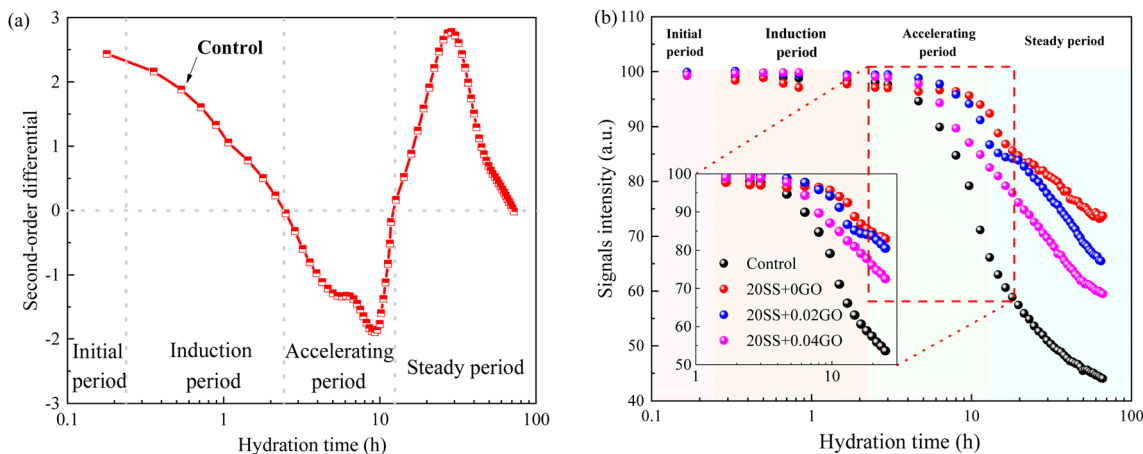 (a)
Second-order differential
3
2
1
0
-1
-2
-3
Control
Initial
period
Induction
period
Accelerating
period
Steady period
0.1
1
10
100
Hydration time (h)
(b)
Signals intensity (a.u.)
110
100
90
80
70
60
50
40
Initial
period
Induction
period
Accelerating
period
Steady period
100
90
80
70
60
50
Control
20SS+0GO
20SS+0.02GO
20SS+0.04GO
1
10
0.1
1
10
100
Hydration time (h)